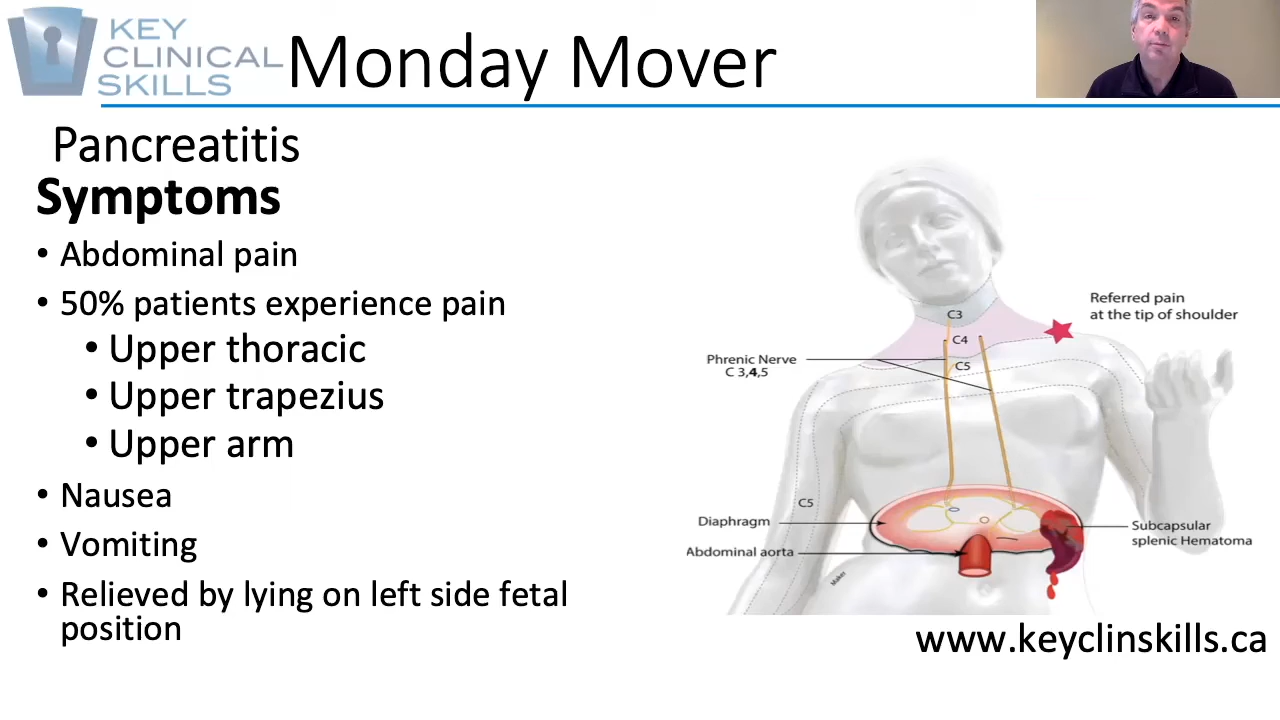 KEY
CLINICAL
SKILLS
Monday Mover
Pancreatitis
Symptoms
• Abdominal pain
• 50% patients experience pain
• Upper thoracic
• Upper trapezius
• Upper arm
• Nausea
• Vomiting
• Relieved by lying on left side fetal
position
C3
C4
C5
Referred pain
at the tip of shoulder
Phrenic Nerve
C 3,4,5
C5
Diaphragm
Abdominal aorta
Subcapsular
splenic Hematoma
Maker
www.keyclinskills.ca